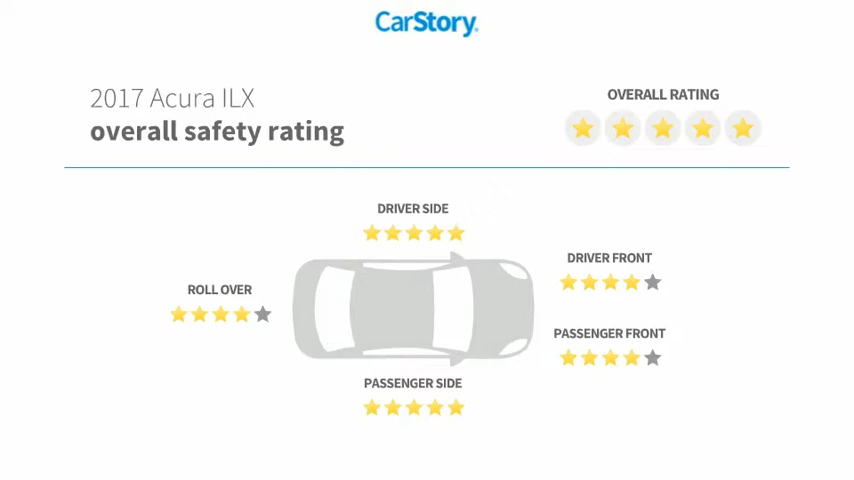 CarStory
2017 Acura ILX
overall safety rating
OVERALL RATING
DRIVER SIDE
DRIVER FRONT
ROLL OVER
PASSENGER FRONT
PASSENGER SIDE